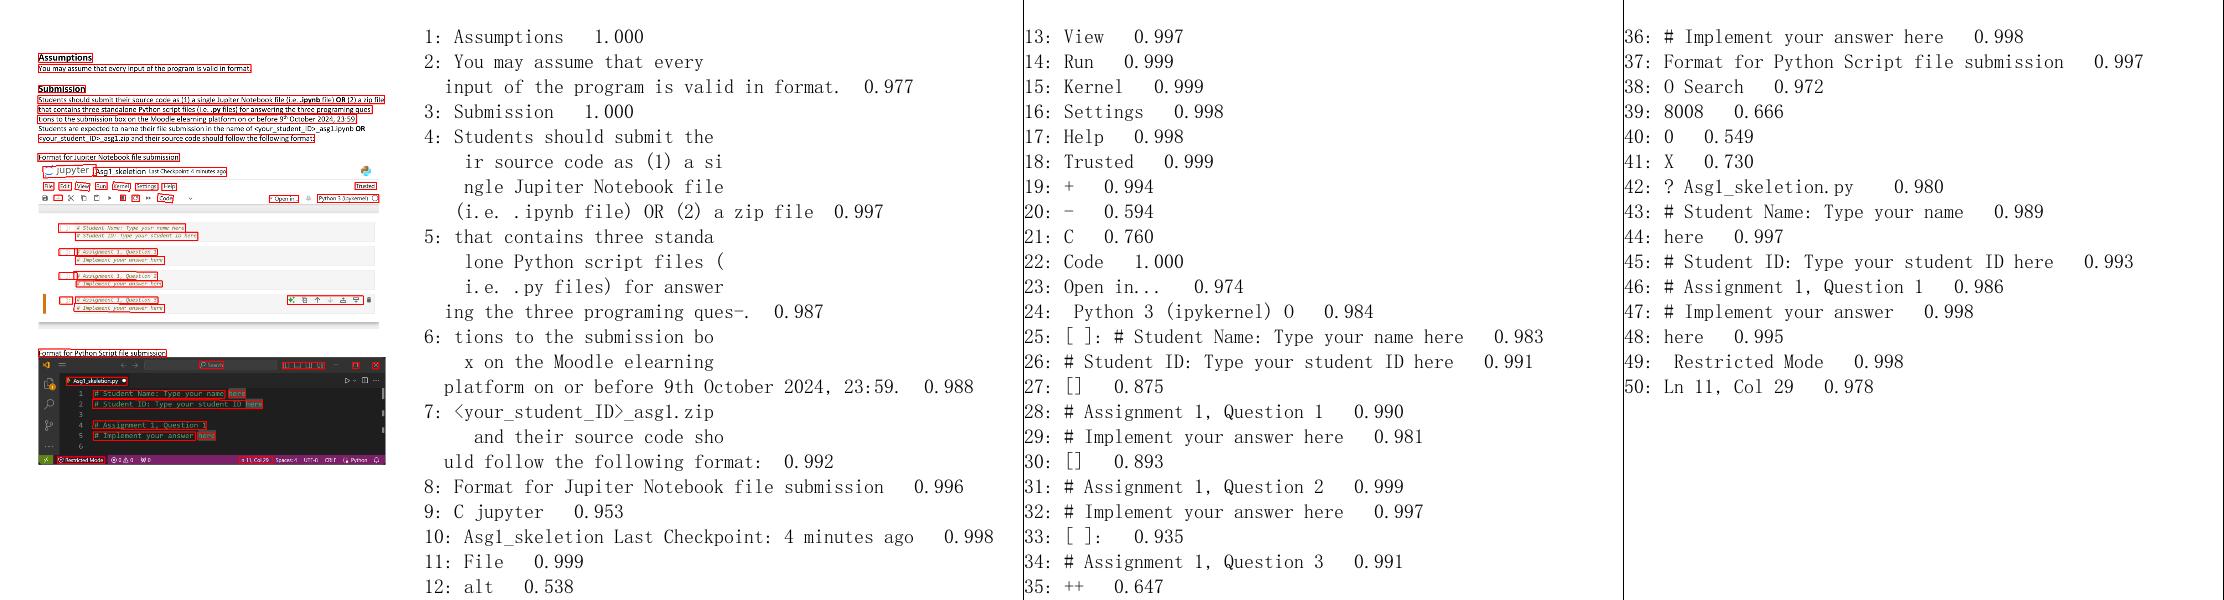 Assumptions
You may assume that every input of the program is valid in format.
Submission
Students should submit their source code as (1) a single Jupiter Notebook file (i.e. .ipynb file) OR (2) a zip file
that contains three standalone Python script files (i.e. .py files) for answering the three programing ques
tions to the submission box on the Moodle elearning platform on or before 9th October 2024, 23:59.
Students are expected to name their file submission in the name of <your_student_ID>_asg1.ipynb OR
<your_student_ID>_asg1.zip and their source code should follow the following format:
Format for Jupiter Notebook file submission
jupyter Asg1_skeletion Last Checkpoint: 4 minutes ago
File Edit View Run Kernel Settings Help Trusted
Code Open in... Python 3 (ipykernel)
[ ]: # Student Name: Type your name here
# Student ID: Type your student ID here
[ ]: # Assignment 1, Question 1
# Implement your answer here
[ ]: # Assignment 1, Question 2
# Implement your answer here
[ ]: # Assignment 1, Question 3
# Implement your answer here
Format for Python Script file submission
Search
Asg1_skeletion.py
1 # Student Name: Type your name here
2 # Student ID: Type your student ID here
3
4 # Assignment 1, Question 1
5 # Implement your answer here
6
Restricted Mode 0 0 0 Ln 11, Col 29 Spaces: 4 UTF-8 CRLF Python
1: Assumptions 1.000
2: You may assume that every
input of the program is valid in format. 0.977
3: Submission 1.000
4: Students should submit the
ir source code as (1) a si
ngle Jupiter Notebook file
(i.e. .ipynb file) OR (2) a zip file 0.997
5: that contains three standa
lone Python script files (
i.e. .py files) for answer
ing the three programing ques-. 0.987
6: tions to the submission bo
x on the Moodle elearning
platform on or before 9th October 2024, 23:59. 0.988
7: <your_student_ID>_asg1.zip
and their source code sho
uld follow the following format: 0.992
8: Format for Jupiter Notebook file submission 0.996
9: C jupyter 0.953
10: Asg1_skeletion Last Checkpoint: 4 minutes ago 0.998
11: File 0.999
12: alt 0.538
13: View 0.997
14: Run 0.999
15: Kernel 0.999
16: Settings 0.998
17: Help 0.998
18: Trusted 0.999
19: + 0.994
20: - 0.594
21: C 0.760
22: Code 1.000
23: Open in... 0.974
24: Python 3 (ipykernel) O 0.984
25: [ ]: # Student Name: Type your name here 0.983
26: # Student ID: Type your student ID here 0.991
27: [] 0.875
28: # Assignment 1, Question 1 0.990
29: # Implement your answer here 0.981
30: [] 0.893
31: # Assignment 1, Question 2 0.999
32: # Implement your answer here 0.997
33: [ ]: 0.935
34: # Assignment 1, Question 3 0.991
35: ++ 0.647
36: # Implement your answer here 0.998
37: Format for Python Script file submission 0.997
38: O Search 0.972
39: 8008 0.666
40: 0 0.549
41: X 0.730
42: ? Asg1_skeletion.py 0.980
43: # Student Name: Type your name 0.989
44: here 0.997
45: # Student ID: Type your student ID here 0.993
46: # Assignment 1, Question 1 0.986
47: # Implement your answer 0.998
48: here 0.995
49: Restricted Mode 0.998
50: Ln 11, Col 29 0.978